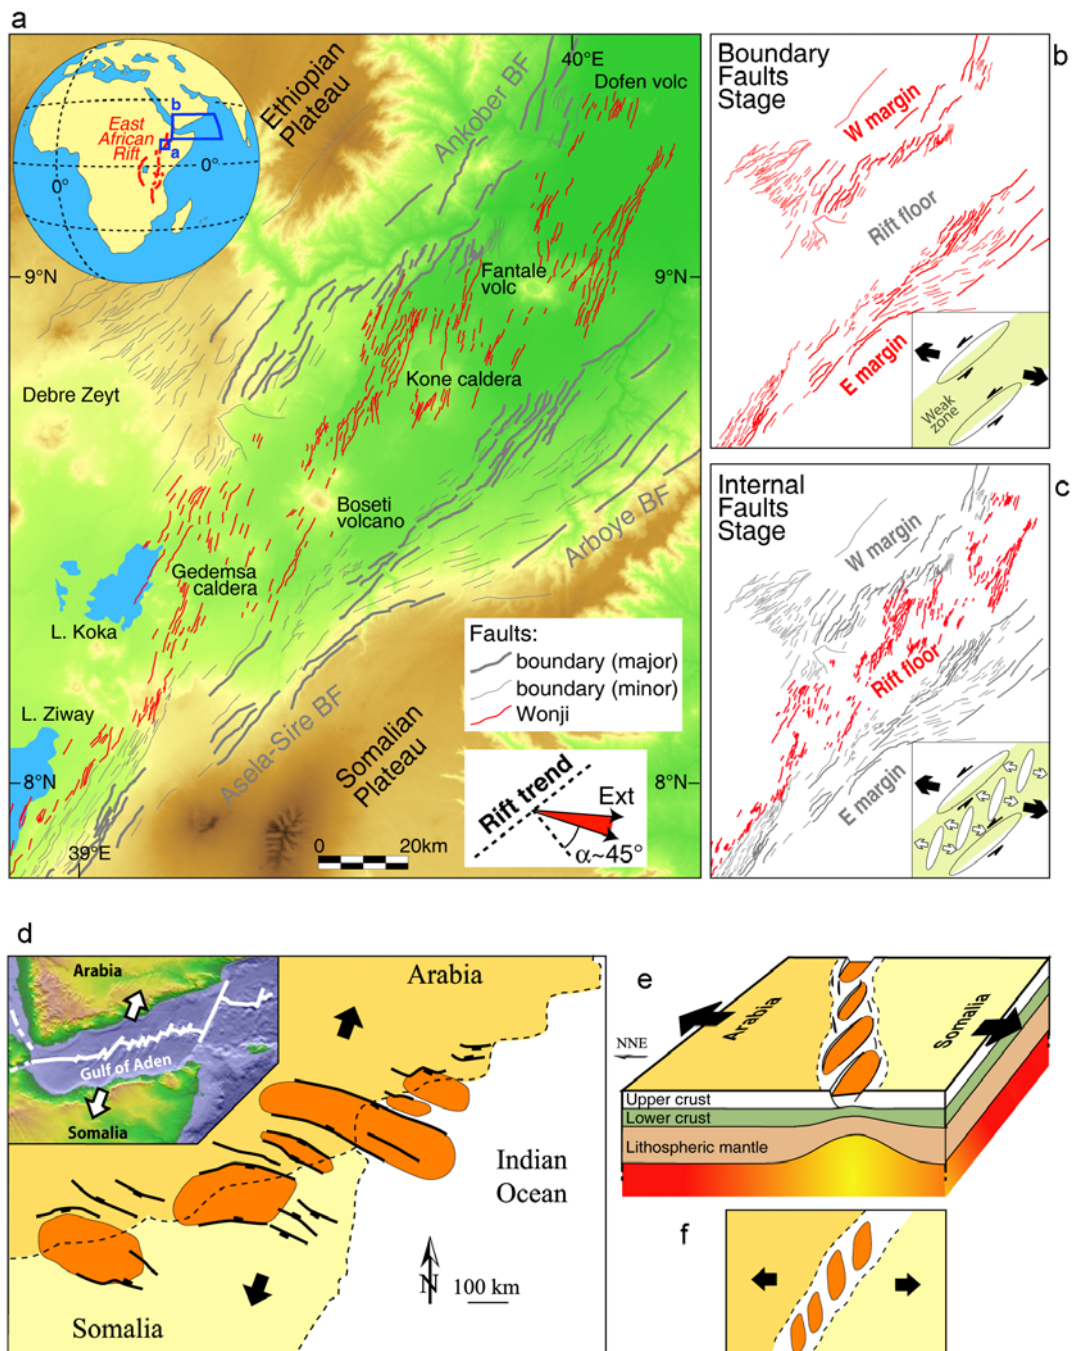 a
40°E
Dofen volc
Ethiopian
Plateau
Ankober BF
b
East
African
Rift
a
0°
0°
9°N
9°N
Fantale
volc
Debre Zeyt
Kone caldera
Boseti
volcano
Arboye BF
Gedemsa
caldera
L. Koka
Faults:
boundary (major)
boundary (minor)
Wonji
L. Ziway
Asela-Sire BF
Somalian
Plateau
8°N
8°N
Rift trend
Ext
α~45°
39°E
0
20km
b
Boundary
Faults
Stage
W margin
Rift floor
E margin
Weak
zone
c
Internal
Faults
Stage
W margin
Rift floor
E margin
d
Arabia
Gulf of Aden
Somalia
Arabia
Indian
Ocean
N
100 km
Somalia
e
Arabia
Somalia
NNE
Upper crust
Lower crust
Lithospheric mantle
f